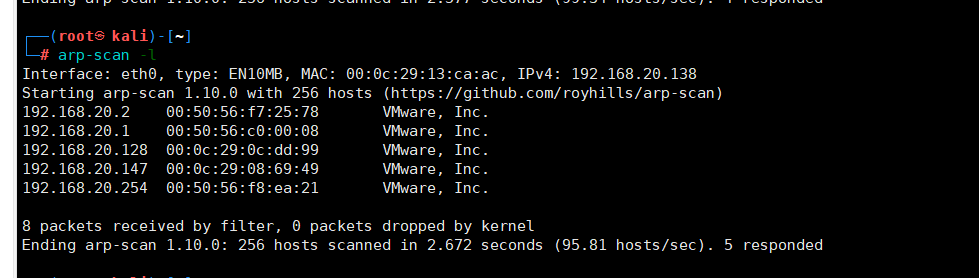 Ending arp-scan 1.10.0: 256 hosts scanned in 2.577 seconds (99.34 hosts/sec). 4 responded
┌──(root㉿kali)-[~]
└─# arp-scan -l
Interface: eth0, type: EN10MB, MAC: 00:0c:29:13:ca:ac, IPv4: 192.168.20.138
Starting arp-scan 1.10.0 with 256 hosts (https://github.com/royhills/arp-scan)
192.168.20.2 00:50:56:f7:25:78 VMware, Inc.
192.168.20.1 00:50:56:c0:00:08 VMware, Inc.
192.168.20.128 00:0c:29:0c:dd:99 VMware, Inc.
192.168.20.147 00:0c:29:08:69:49 VMware, Inc.
192.168.20.254 00:50:56:f8:ea:21 VMware, Inc.
8 packets received by filter, 0 packets dropped by kernel
Ending arp-scan 1.10.0: 256 hosts scanned in 2.672 seconds (95.81 hosts/sec). 5 responded